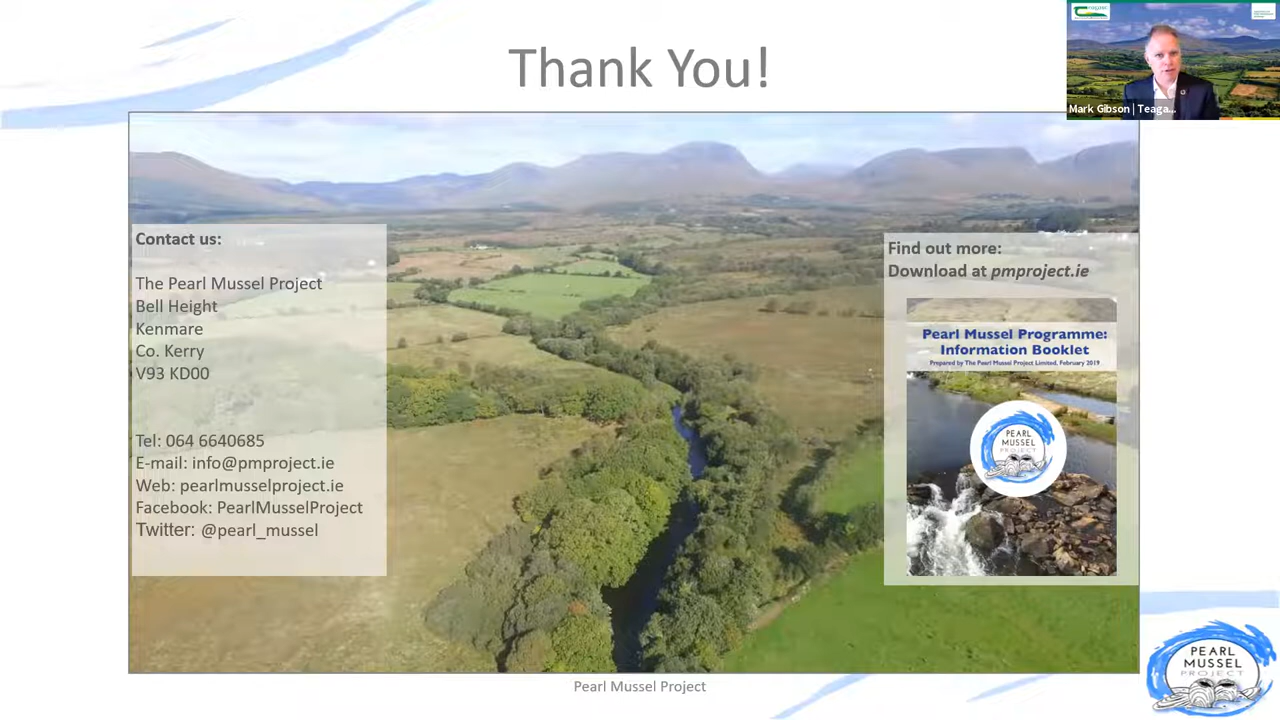 Thank You!
Mark Gibson | Teaga...
Contact us:
The Pearl Mussel Project
Bell Height
Kenmare
Co. Kerry
V93 KD00
Tel: 064 6640685
E-mail: info@pmproject.ie
Web: pearlmusselproject.ie
Facebook: PearlMusselProject
Twitter: @pearl_mussel
Find out more:
Download at pmproject.ie
Pearl Mussel Programme:
Information Booklet
Prepared by The Pearl Mussel Project Limited, February 2019
PEARL
MUSSEL
PROJECT
Pearl Mussel Project
PEARL
MUSSEL
PROJECT